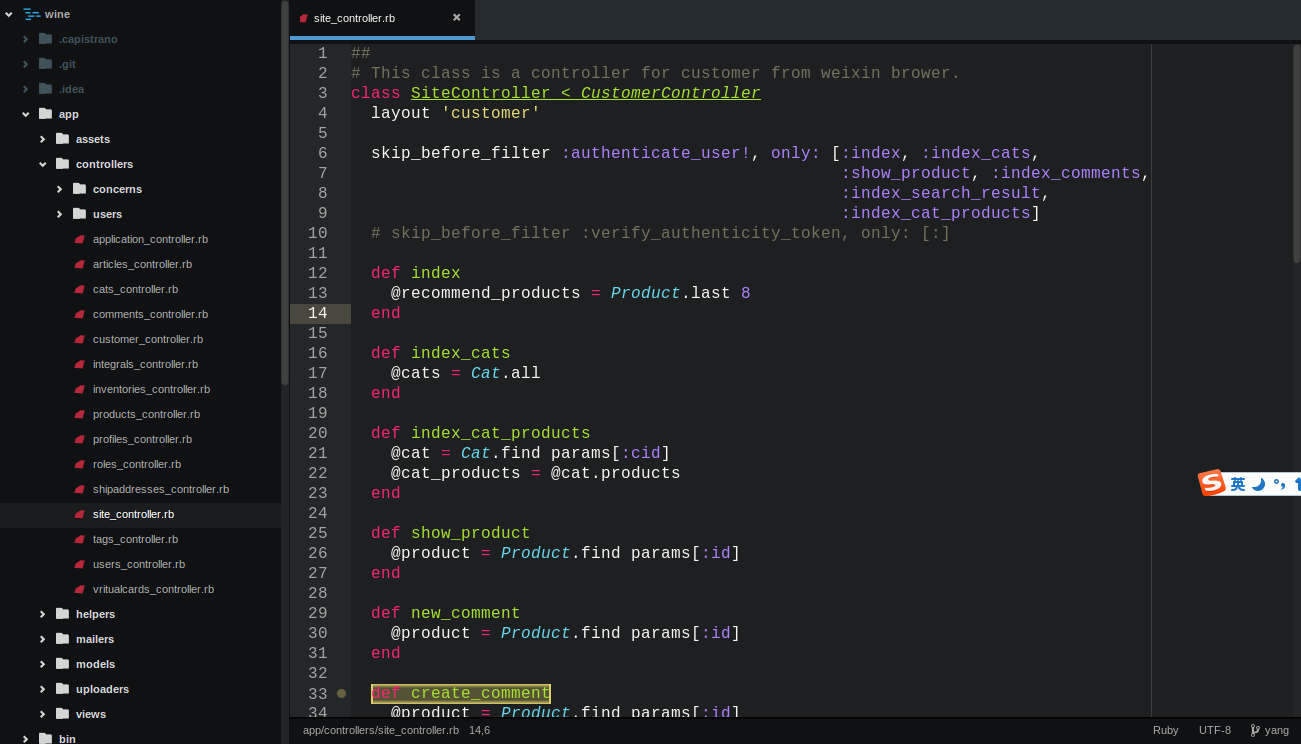 wine
.capistrano
.git
.idea
app
assets
controllers
concerns
users
application_controller.rb
articles_controller.rb
cats_controller.rb
comments_controller.rb
customer_controller.rb
integrals_controller.rb
inventories_controller.rb
products_controller.rb
profiles_controller.rb
roles_controller.rb
shipaddresses_controller.rb
site_controller.rb
tags_controller.rb
users_controller.rb
vritualcards_controller.rb
helpers
mailers
models
uploaders
views
bin
site_controller.rb
1 ##
2 # This class is a controller for customer from weixin brower.
3 class SiteController < CustomerController
4   layout 'customer'
5
6   skip_before_filter :authenticate_user!, only: [:index, :index_cats,
7                                                  :show_product, :index_comments,
8                                                  :index_search_result,
9                                                  :index_cat_products]
10   # skip_before_filter :verify_authenticity_token, only: [:]
11
12   def index
13     @recommend_products = Product.last 8
14   end
15
16   def index_cats
17     @cats = Cat.all
18   end
19
20   def index_cat_products
21     @cat = Cat.find params[:cid]
22     @cat_products = @cat.products
23   end
24
25   def show_product
26     @product = Product.find params[:id]
27   end
28
29   def new_comment
30     @product = Product.find params[:id]
31   end
32
33   def create_comment
34     @product = Product.find params[:id]
英
app/controllers/site_controller.rb 14,6
Ruby UTF-8 yang